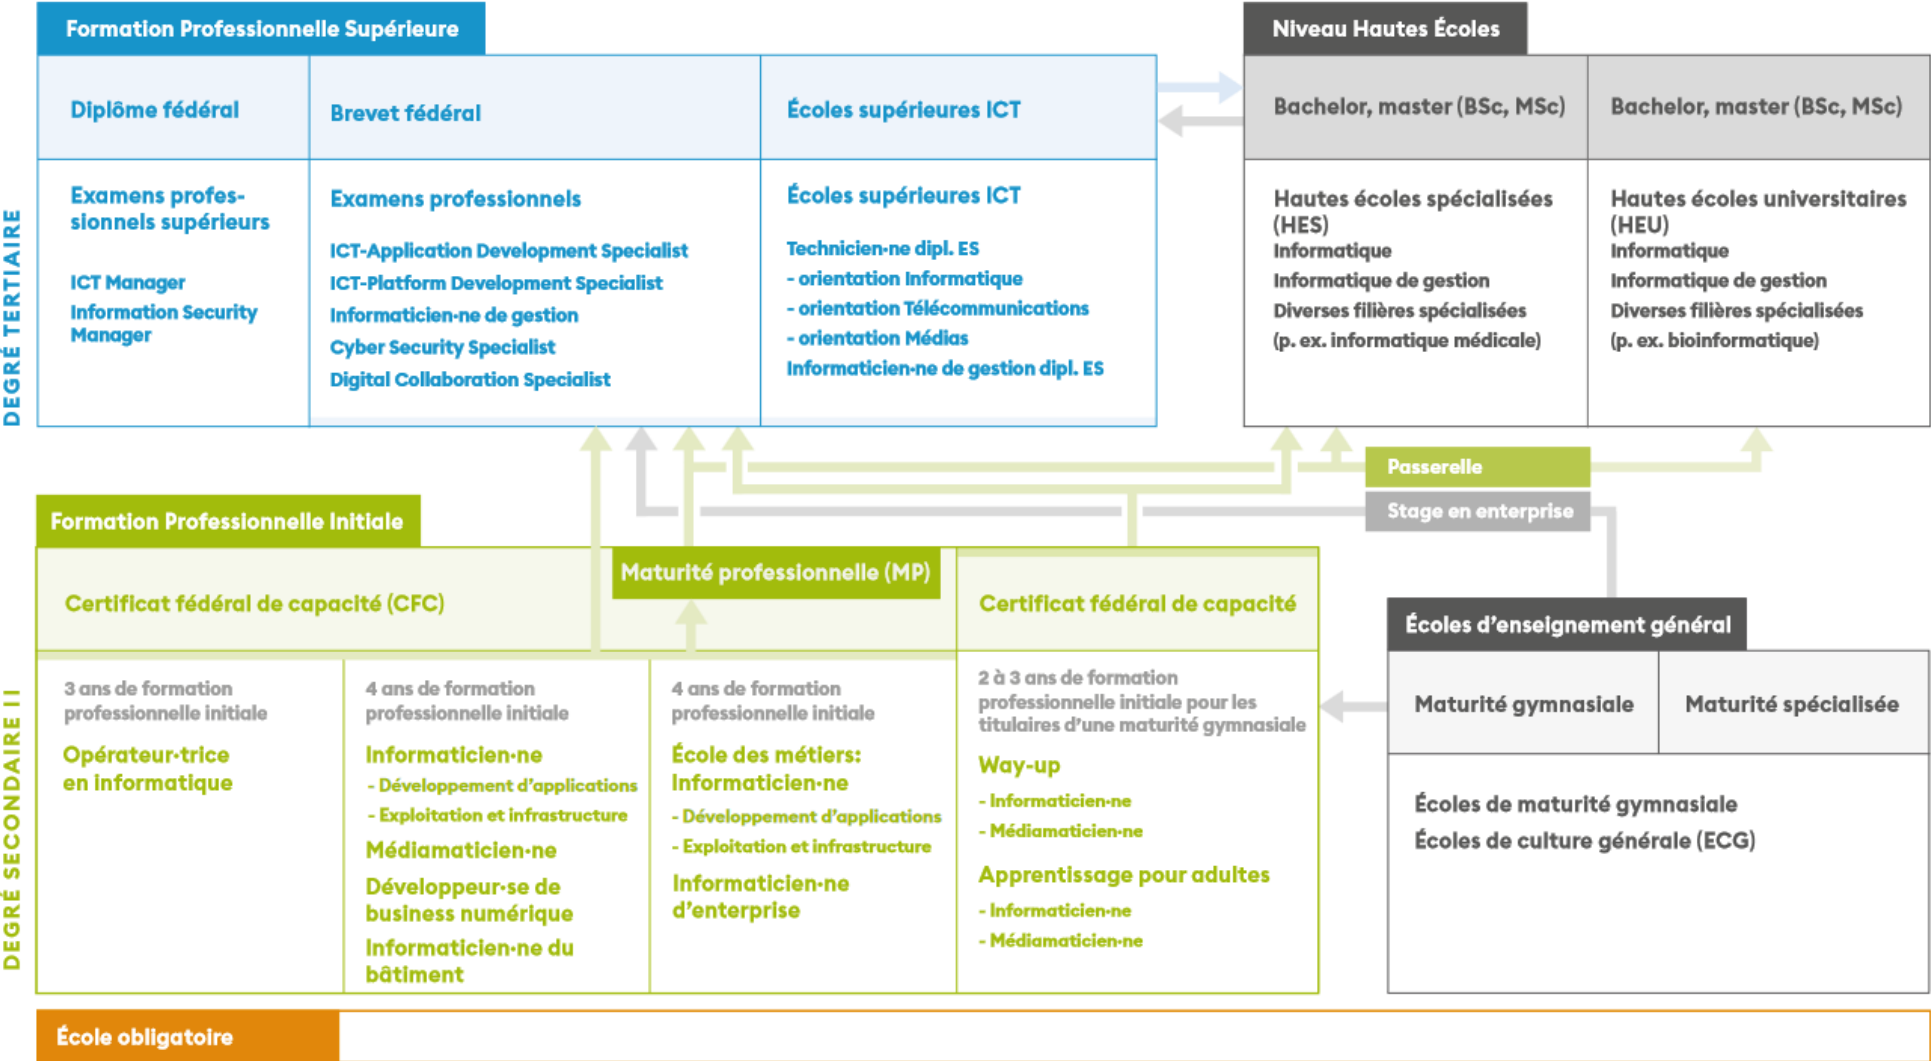 Formation Professionnelle Supérieure
Diplôme fédéral
Brevet fédéral
Écoles supérieures ICT
Examens profes-
sionnels supérieurs
ICT Manager
Information Security
Manager
Examens professionnels
ICT-Application Development Specialist
ICT-Platform Development Specialist
Informaticien·ne de gestion
Cyber Security Specialist
Digital Collaboration Specialist
Écoles supérieures ICT
Technicien·ne dipl. ES
- orientation Informatique
- orientation Télécommunications
- orientation Médias
Informaticien·ne de gestion dipl. ES
Niveau Hautes Écoles
Bachelor, master (BSc, MSc)
Bachelor, master (BSc, MSc)
Hautes écoles spécialisées
(HES)
Informatique
Informatique de gestion
Diverses filières spécialisées
(p. ex. informatique médicale)
Hautes écoles universitaires
(HEU)
Informatique
Informatique de gestion
Diverses filières spécialisées
(p. ex. bioinformatique)
DEGRÉ TERTIAIRE
Passerelle
Stage en enterprise
Formation Professionnelle Initiale
Certificat fédéral de capacité (CFC)
Maturité professionnelle (MP)
Certificat fédéral de capacité
3 ans de formation
professionnelle initiale
Opérateur·trice
en informatique
4 ans de formation
professionnelle initiale
Informaticien·ne
- Développement d'applications
- Exploitation et infrastructure
Médiamaticien·ne
Développeur·se de
business numérique
Informaticien·ne du
bâtiment
4 ans de formation
professionnelle initiale
École des métiers:
Informaticien·ne
- Développement d'applications
- Exploitation et infrastructure
Informaticien·ne
d'enterprise
2 à 3 ans de formation
professionnelle initiale pour les
titulaires d'une maturité gymnasiale
Way-up
- Informaticien·ne
- Médiamaticien·ne
Apprentissage pour adultes
- Informaticien·ne
- Médiamaticien·ne
Écoles d'enseignement général
Maturité gymnasiale
Maturité spécialisée
Écoles de maturité gymnasiale
Écoles de culture générale (ECG)
DEGRÉ SECONDAIRE II
École obligatoire